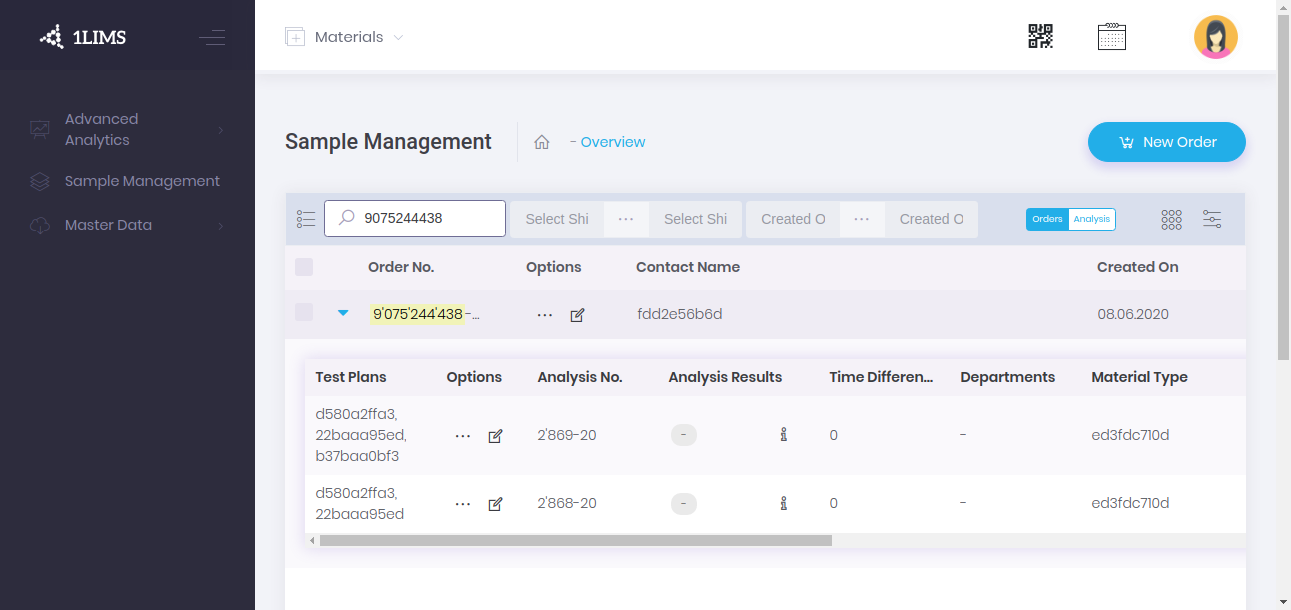 1LIMS
Materials
Advanced
Analytics
Sample Management
Master Data
Sample Management
- Overview
New Order
9075244438
Select Shi
...
Select Shi
Created O
...
Created O
Orders
Analysis
Order No.
Options
Contact Name
Created On
9'075'244'438-...
...
fdd2e56b6d
08.06.2020
Test Plans
Options
Analysis No.
Analysis Results
Time Differen...
Departments
Material Type
d580a2ffa3,
22baaa95ed,
b37baa0bf3
...
2'869-20
-
0
-
ed3fdc710d
d580a2ffa3,
22baaa95ed
...
2'868-20
-
0
-
ed3fdc710d